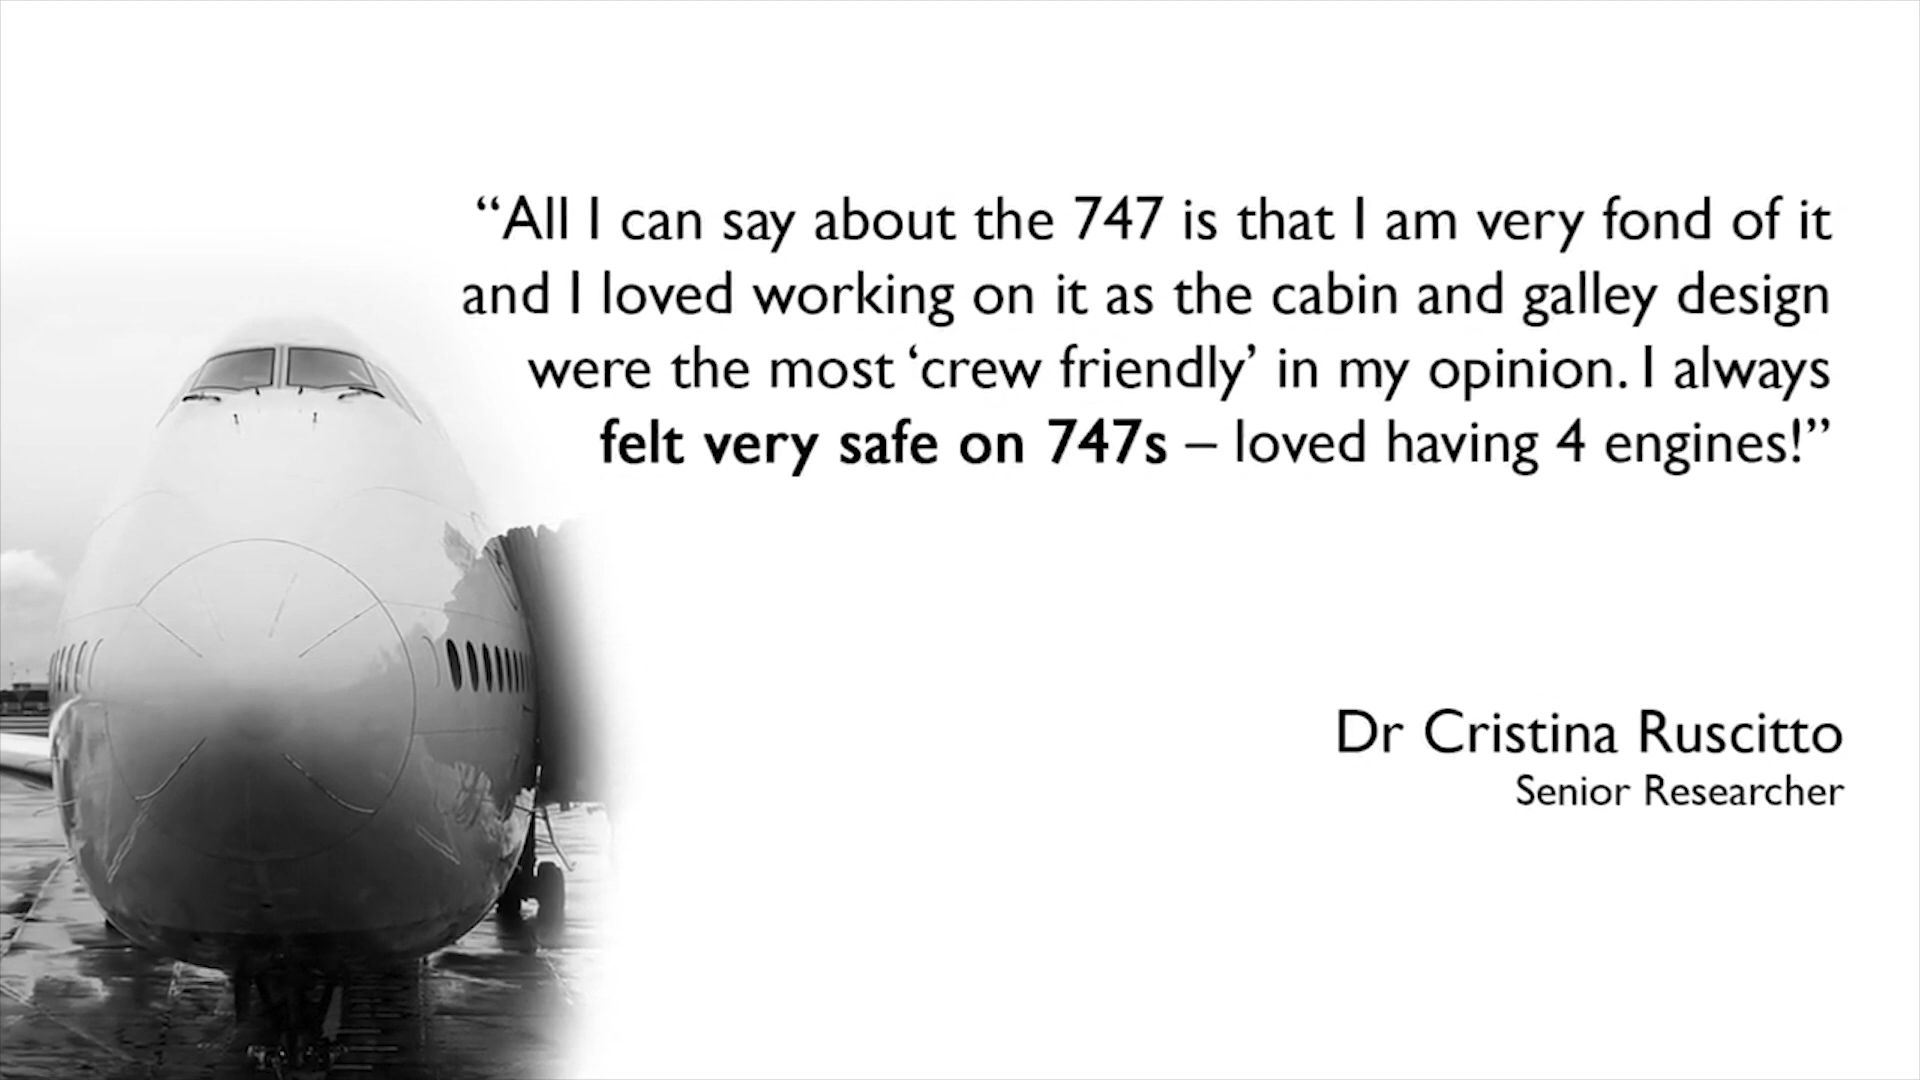 “All I can say about the 747 is that I am very fond of it
and I loved working on it as the cabin and galley design
were the most ‘crew friendly’ in my opinion. I always
felt very safe on 747s – loved having 4 engines!”
Dr Cristina Ruscitto
Senior Researcher